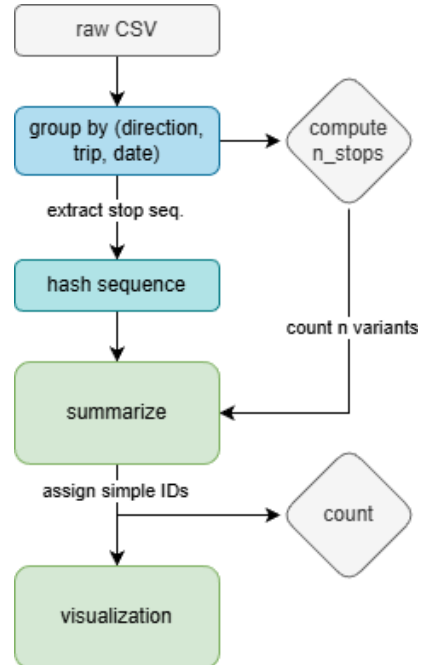 raw CSV
group by (direction,
trip, date)
compute
n_stops
extract stop seq.
hash sequence
count n variants
summarize
assign simple IDs
count
visualization